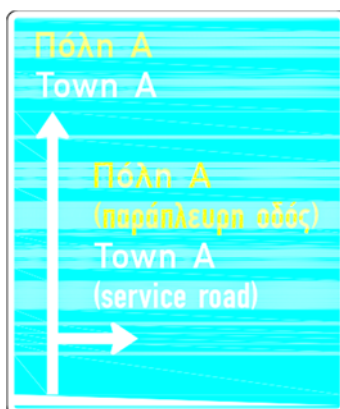 Πόλη Α
Town A
Πόλη Α
(παράπλευρη οδός)
Town A
(service road)